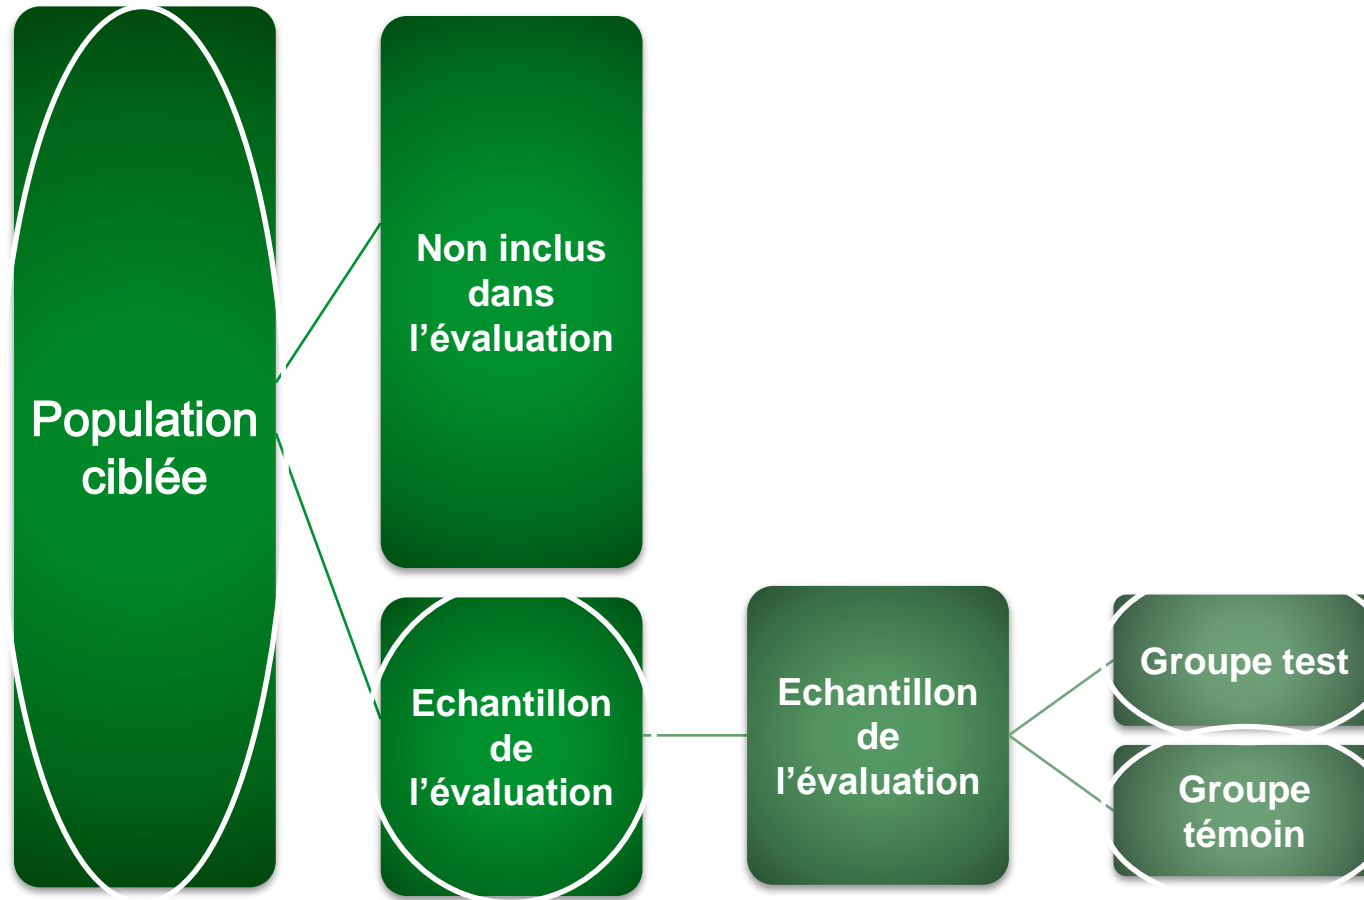 Population
ciblée
Non inclus
dans
l’évaluation
Echantillon
de
l’évaluation
Echantillon
de
l’évaluation
Groupe test
Groupe
témoin